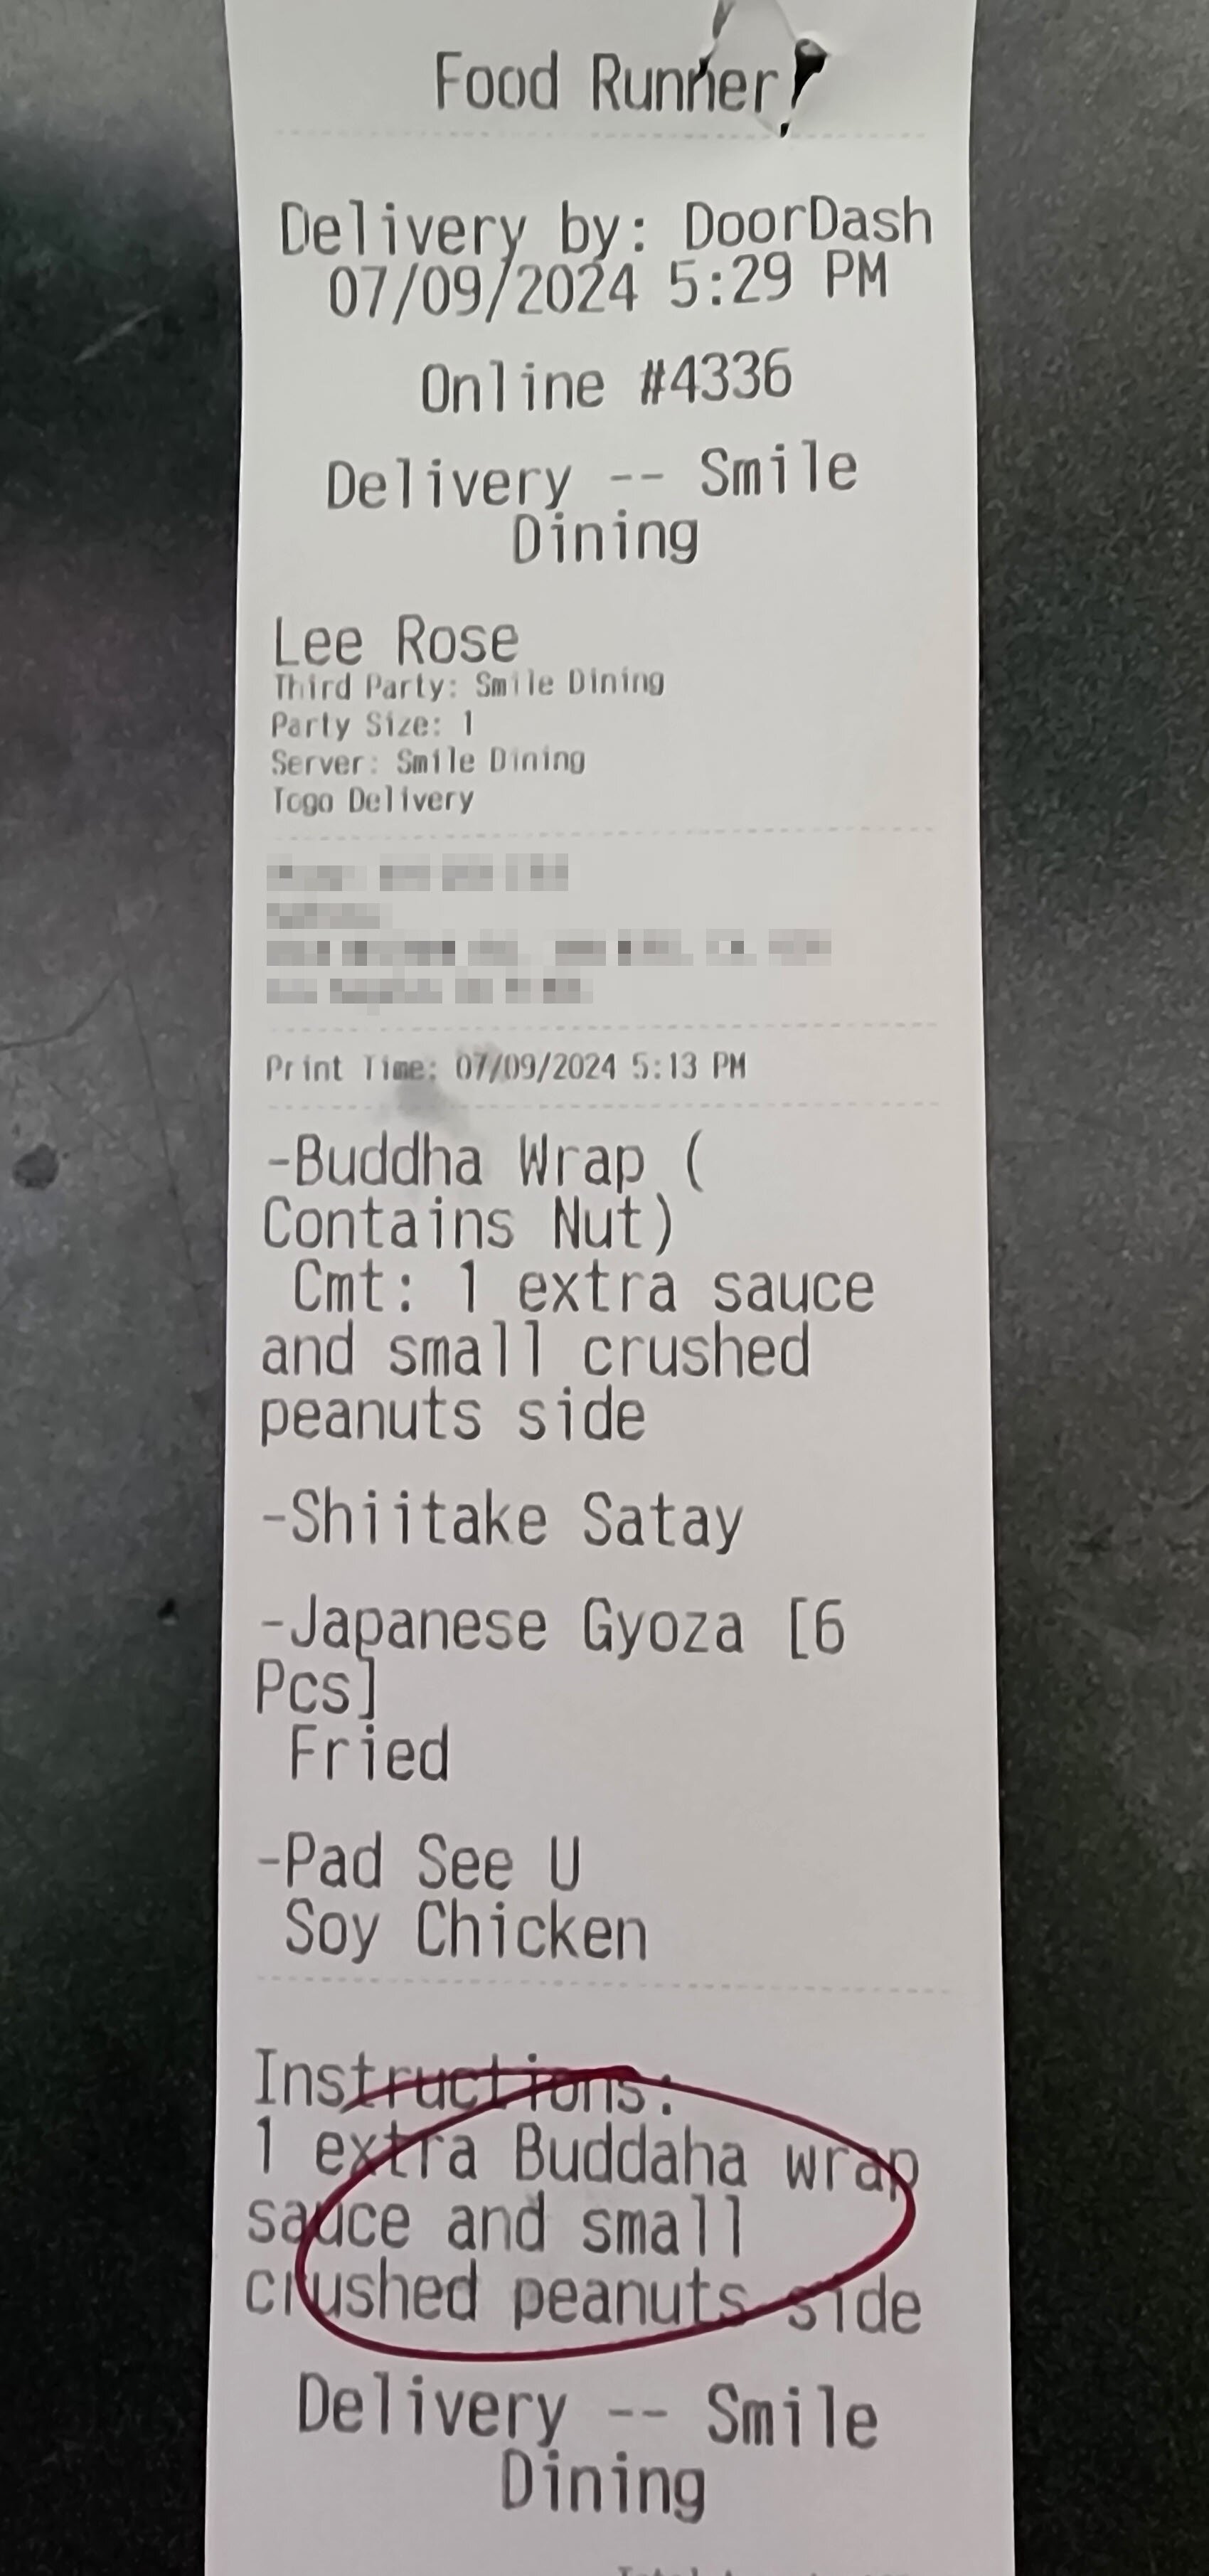 Food Runner
Delivery by: DoorDash
07/09/2024 5:29 PM
Online #4336
Delivery -- Smile
Dining
Lee Rose
Third Party: Smile Dining
Party Size: 1
Server: Smile Dining
Togo Delivery
Print Time: 07/09/2024 5:13 PM
-Buddha Wrap (
Contains Nut)
Cmt: 1 extra sauce
and small crushed
peanuts side
-Shiitake Satay
-Japanese Gyoza [6
Pcs]
Fried
-Pad See U
Soy Chicken
Instructions:
1 extra Buddaha wrap
sauce and small
crushed peanuts side
Delivery -- Smile
Dining